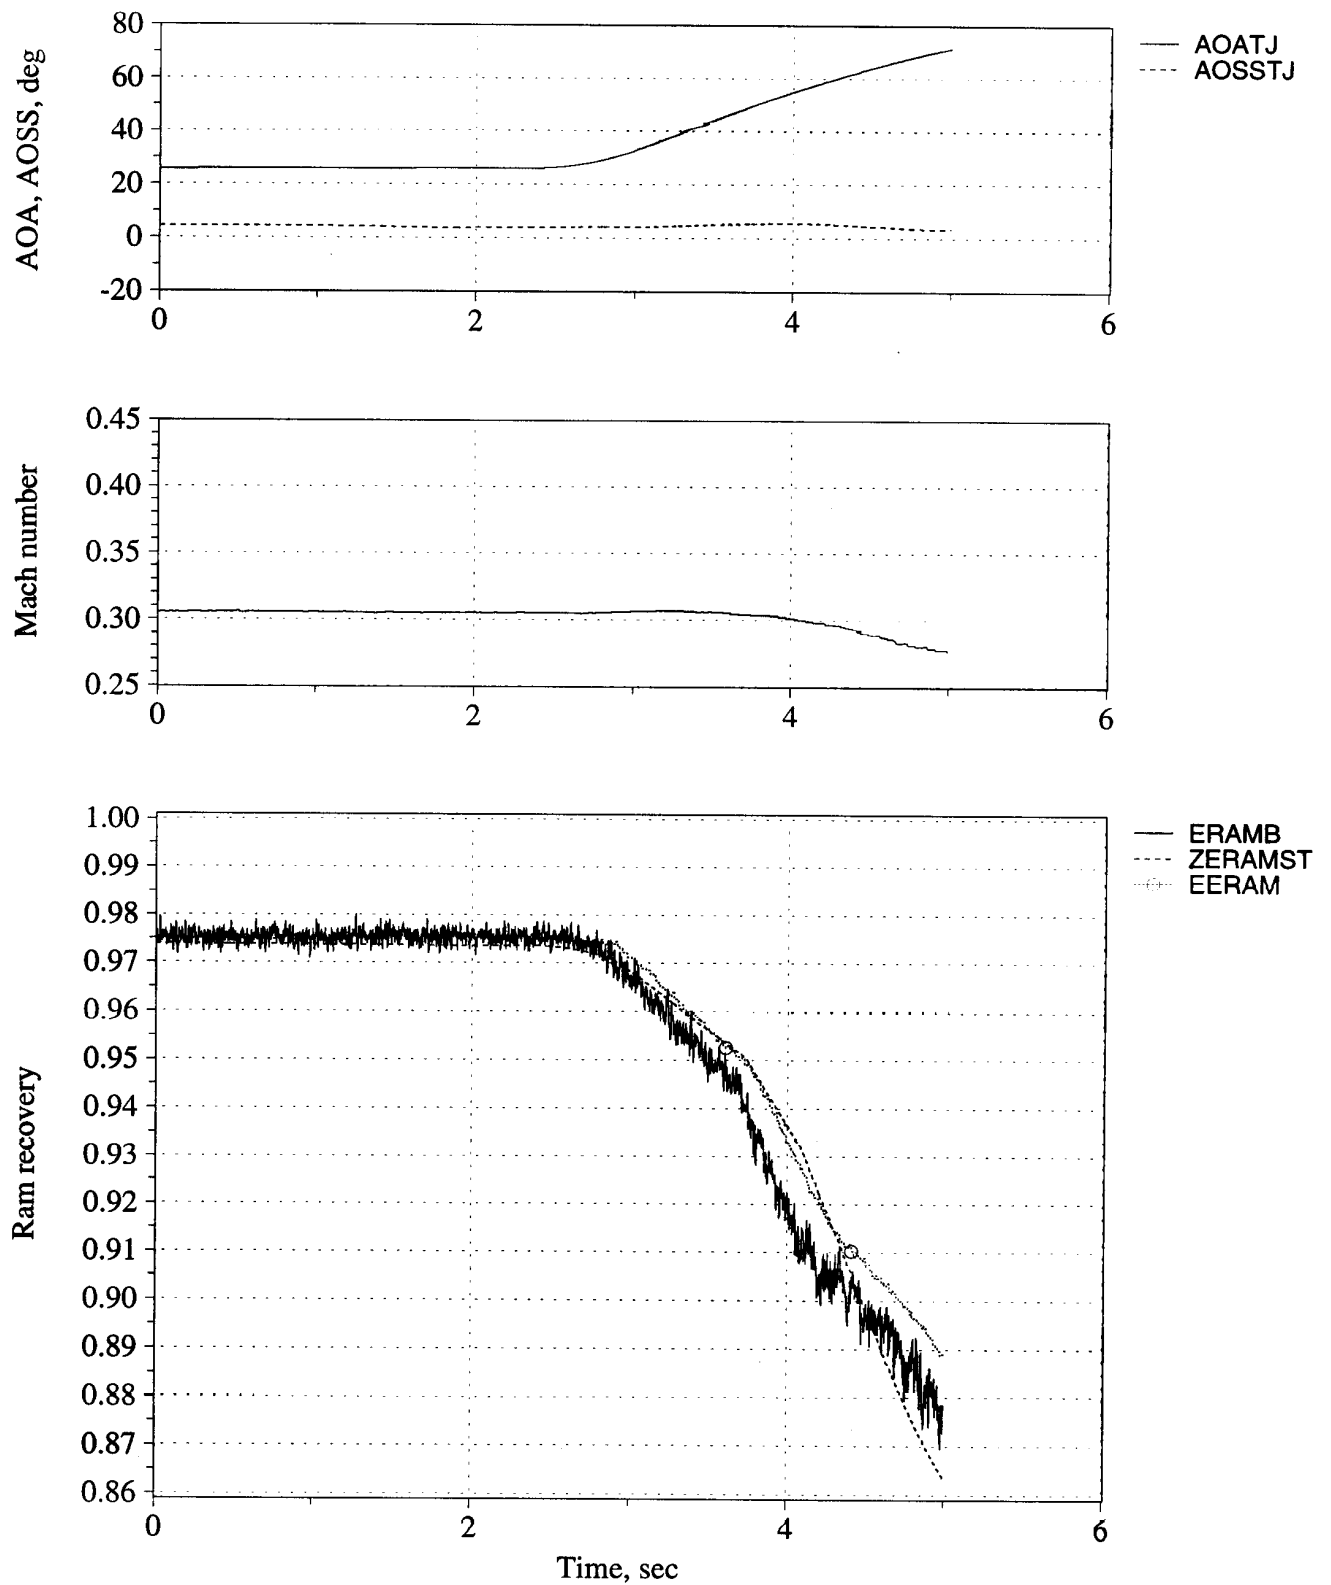 80
60
40
20
0
-20
AOA, AOSS, deg
0 2 4 6
AOATJ
AOSSTJ
0.45
0.40
0.35
0.30
0.25
Mach number
0 2 4 6
1.00
0.99
0.98
0.97
0.96
0.95
0.94
0.93
0.92
0.91
0.90
0.89
0.88
0.87
0.86
Ram recovery
0 2 4 6
Time, sec
ERAMB
ZERAMST
EERAM